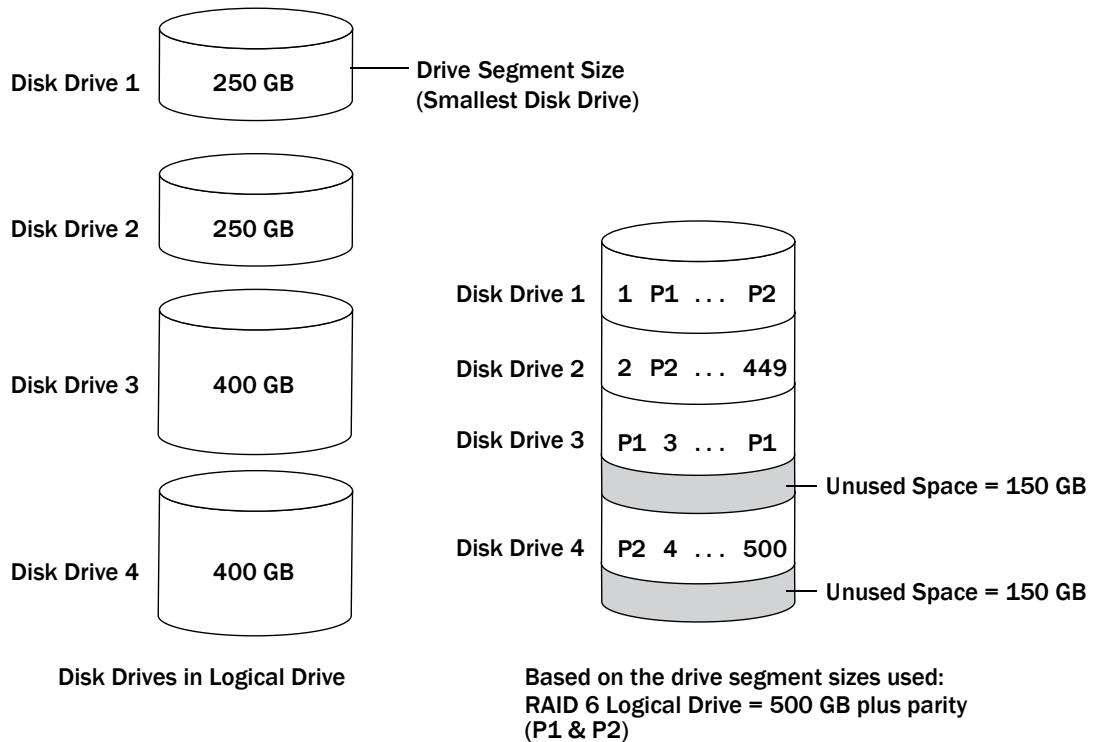 Disk Drive 1
250 GB
Drive Segment Size
(Smallest Disk Drive)
Disk Drive 2
250 GB
Disk Drive 3
400 GB
Disk Drive 4
400 GB
Disk Drives in Logical Drive
Disk Drive 1
1 P1 ... P2
Disk Drive 2
2 P2 ... 449
Disk Drive 3
P1 3 ... P1
Unused Space = 150 GB
Disk Drive 4
P2 4 ... 500
Unused Space = 150 GB
Based on the drive segment sizes used:
RAID 6 Logical Drive = 500 GB plus parity
(P1 & P2)